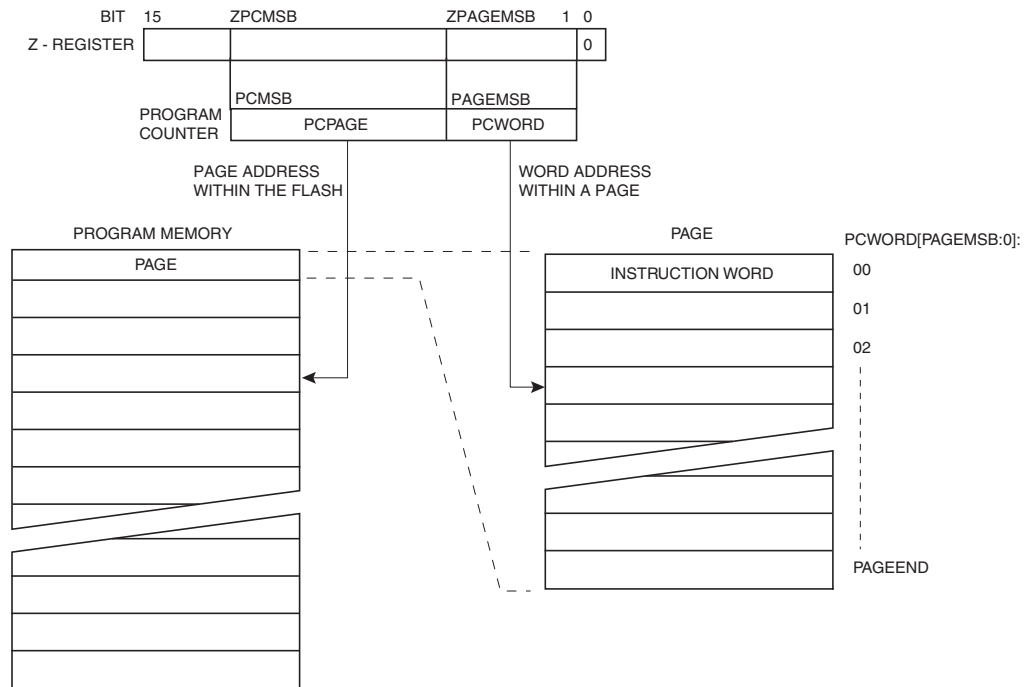 BIT 15 ZPCMSB ZPAGEMSB 1 0
Z - REGISTER 0
PCMSB PAGEMSB
PROGRAM
COUNTER
PCPAGE PCWORD
PAGE ADDRESS
WITHIN THE FLASH
WORD ADDRESS
WITHIN A PAGE
PROGRAM MEMORY
PAGE
PAGE
PCWORD[PAGEMSB:0]:
INSTRUCTION WORD
00
01
02
PAGEEND